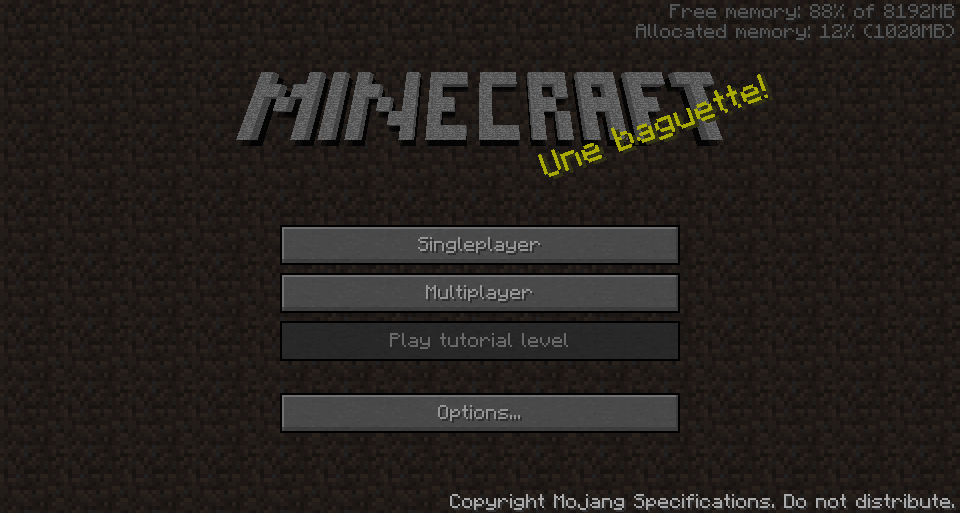 Free memory: 88% of 8192MB
Allocated memory: 12% (1020MB)
MINECRAFT
Une baguette!
Singleplayer
Multiplayer
Play tutorial level
Options...
Copyright Mojang Specifications. Do not distribute.